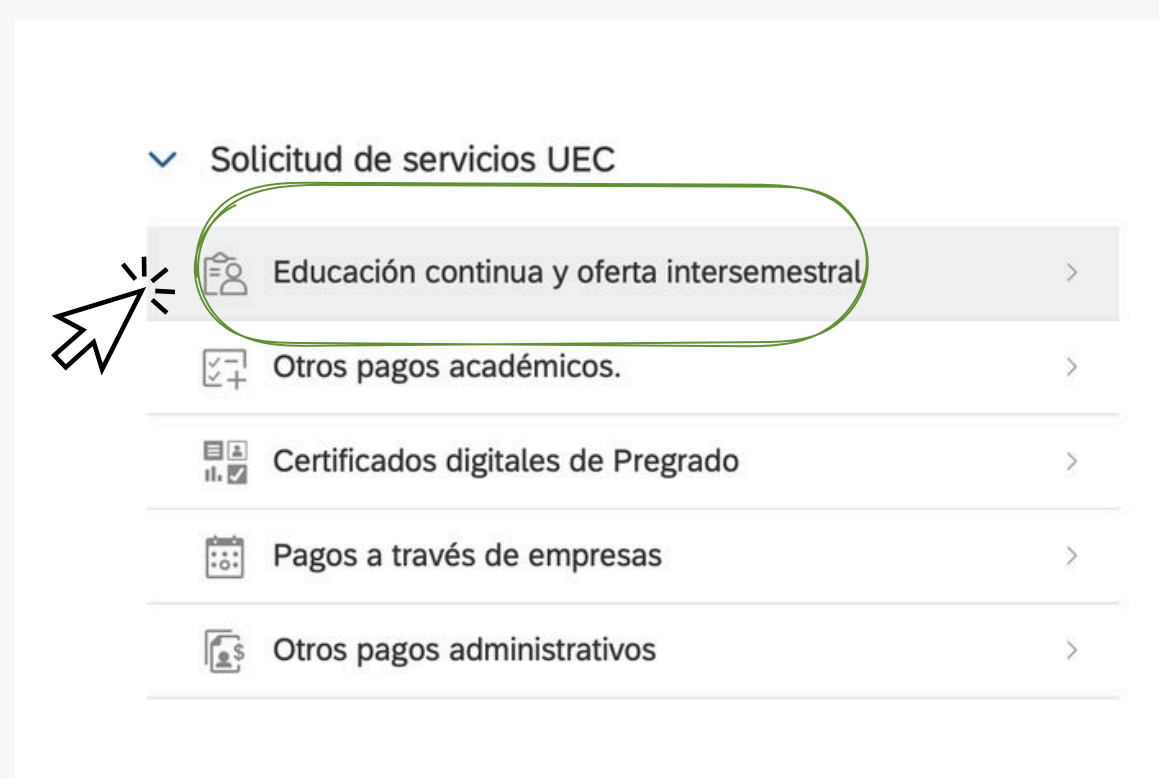 Solicitud de servicios UEC
Educación continua y oferta intersemestral
Otros pagos académicos.
Certificados digitales de Pregrado
Pagos a través de empresas
Otros pagos administrativos